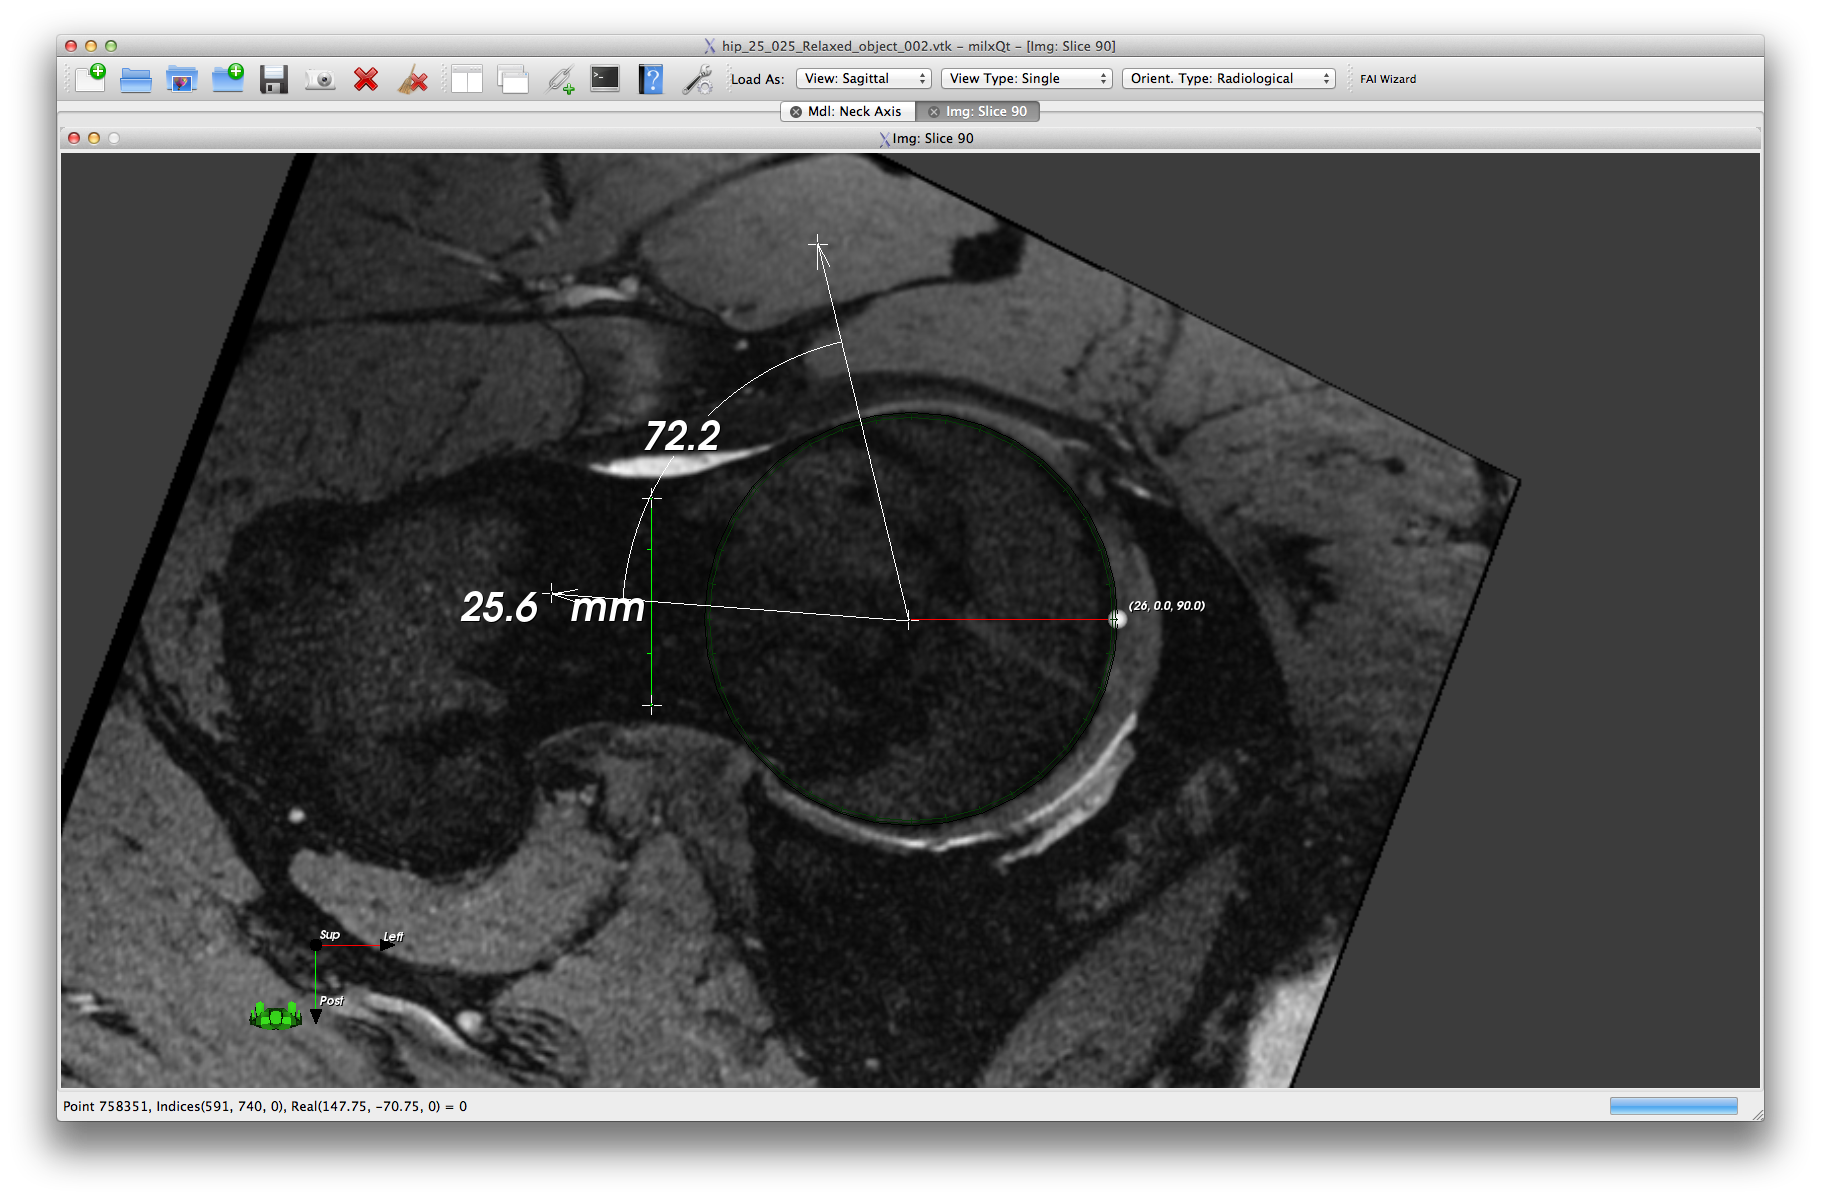 hip_25_025_Relaxed_object_002.vtk – milxQt – [Img: Slice 90]
Load As: View: Sagittal View Type: Single Orient. Type: Radiological FAI Wizard
Mdl: Neck Axis Img: Slice 90
Img: Slice 90
72.2
25.6 mm
(26, 0.0, 90.0)
Sup Left
Post
Point 758351, Indices(591, 740, 0), Real(147.75, -70.75, 0) = 0